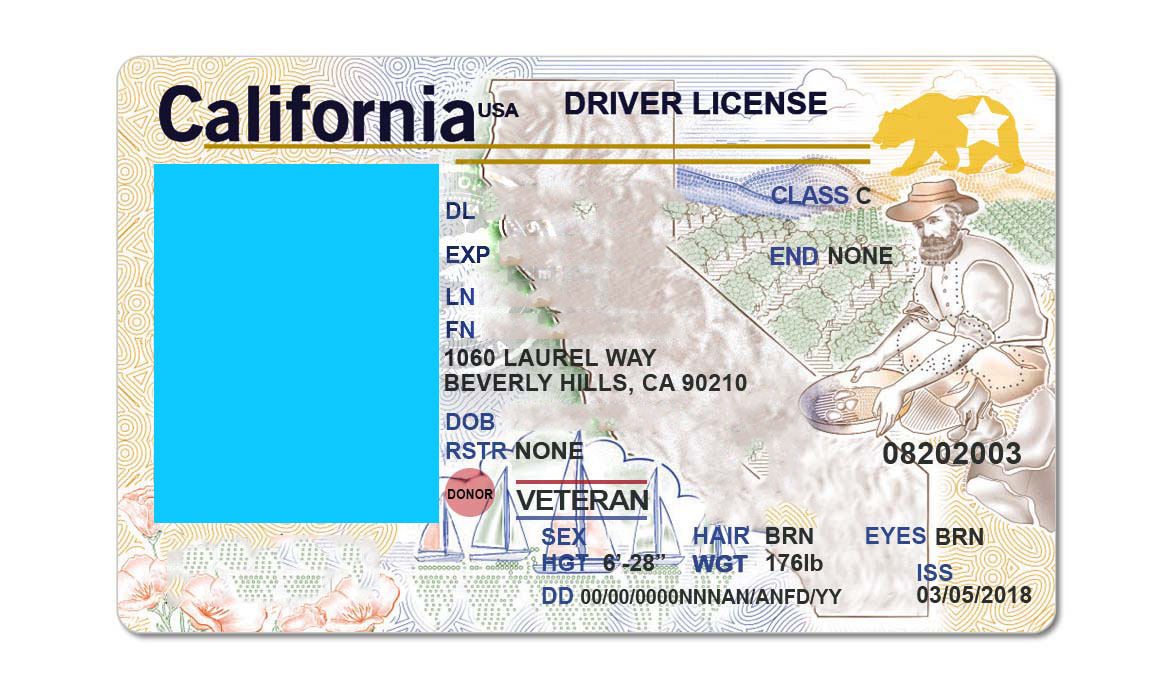 California USA DRIVER LICENSE
CLASS C
DL
END NONE
EXP
LN
FN
1060 LAUREL WAY
BEVERLY HILLS, CA 90210
DOB
RSTR NONE
08202003
DONOR
VETERAN
SEX HAIR BRN EYES BRN
HGT 6'-28” WGT 176lb
ISS
DD 00/00/0000NNNAN/ANFD/YY 03/05/2018